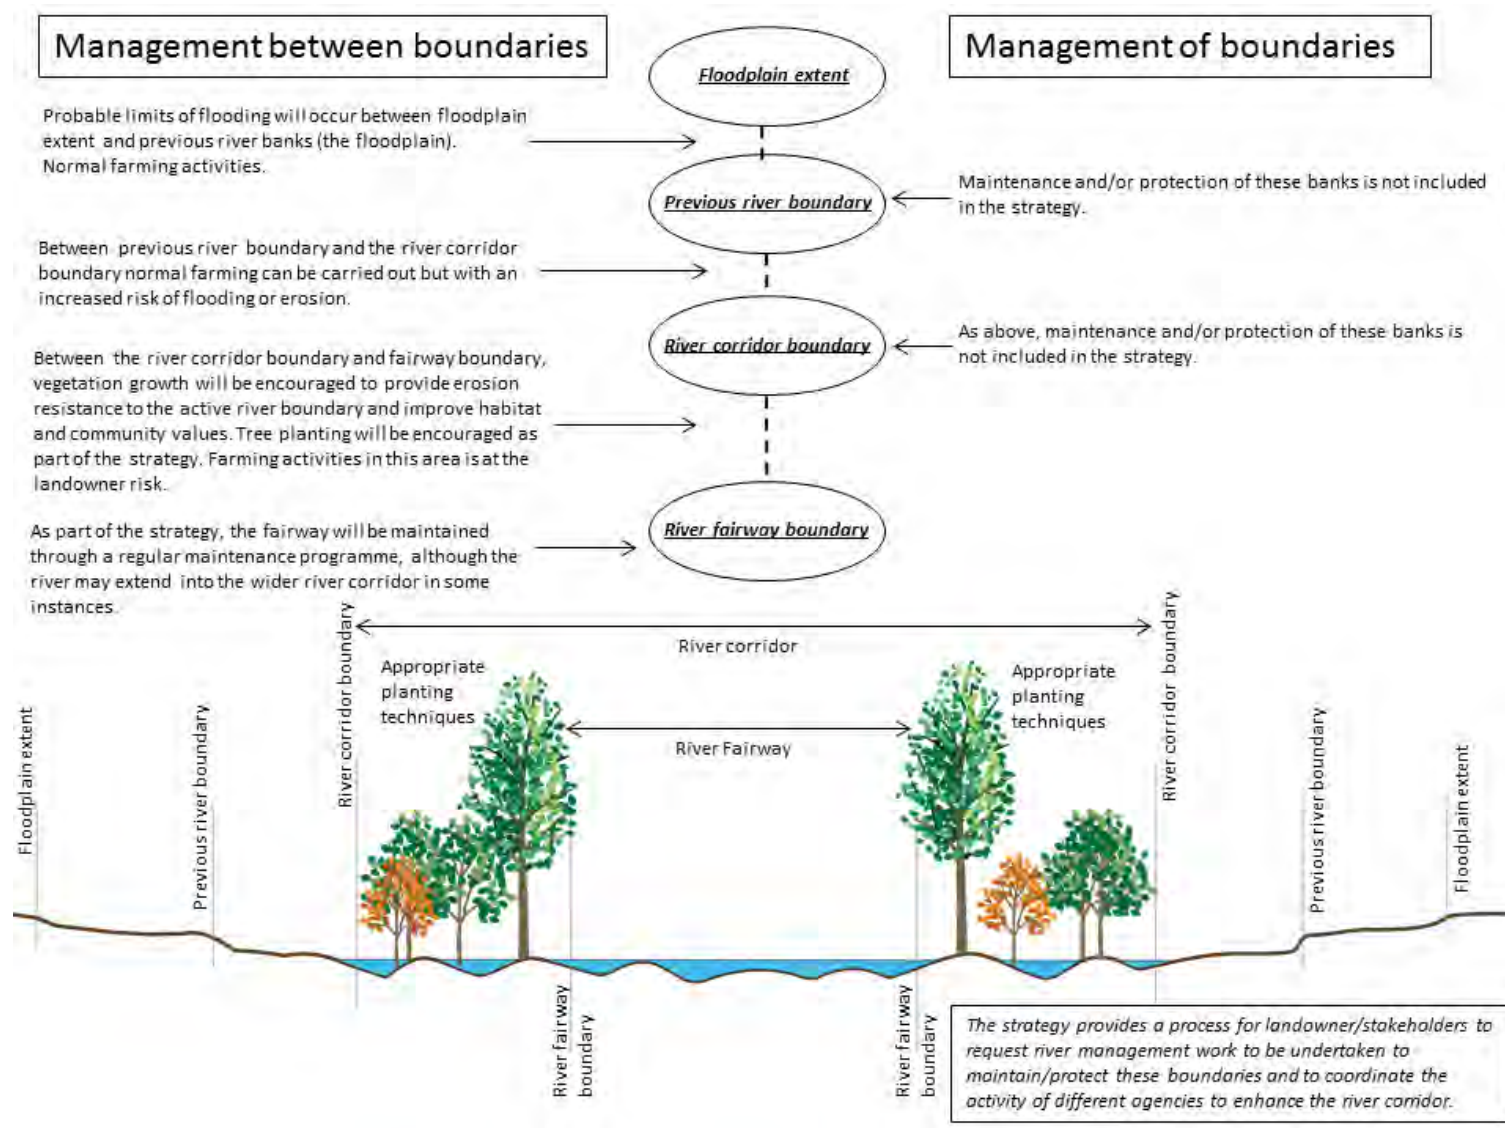 Management between boundaries
Management of boundaries
Floodplain extent
Probable limits of flooding will occur between floodplain
extent and previous river banks (the floodplain).
Normal farming activities.
Previous river boundary
Maintenance and/or protection of these banks is not included
in the strategy.
Between previous river boundary and the river corridor
boundary normal farming can be carried out but with an
increased risk of flooding or erosion.
River corridor boundary
As above, maintenance and/or protection of these banks is
not included in the strategy.
Between the river corridor boundary and fairway boundary,
vegetation growth will be encouraged to provide erosion
resistance to the active river boundary and improve habitat
and community values. Tree planting will be encouraged as
part of the strategy. Farming activities in this area is at the
landowner risk.
River fairway boundary
As part of the strategy, the fairway will be maintained
through a regular maintenance programme, although the
river may extend into the wider river corridor in some
instances.
River corridor
Floodplain extent
Previous river boundary
River corridor boundary
Appropriate
planting
techniques
River Fairway
Appropriate
planting
techniques
River corridor boundary
Previous river boundary
Floodplain extent
River fairway
boundary
River fairway
boundary
The strategy provides a process for landowner/stakeholders to
request river management work to be undertaken to
maintain/protect these boundaries and to coordinate the
activity of different agencies to enhance the river corridor.